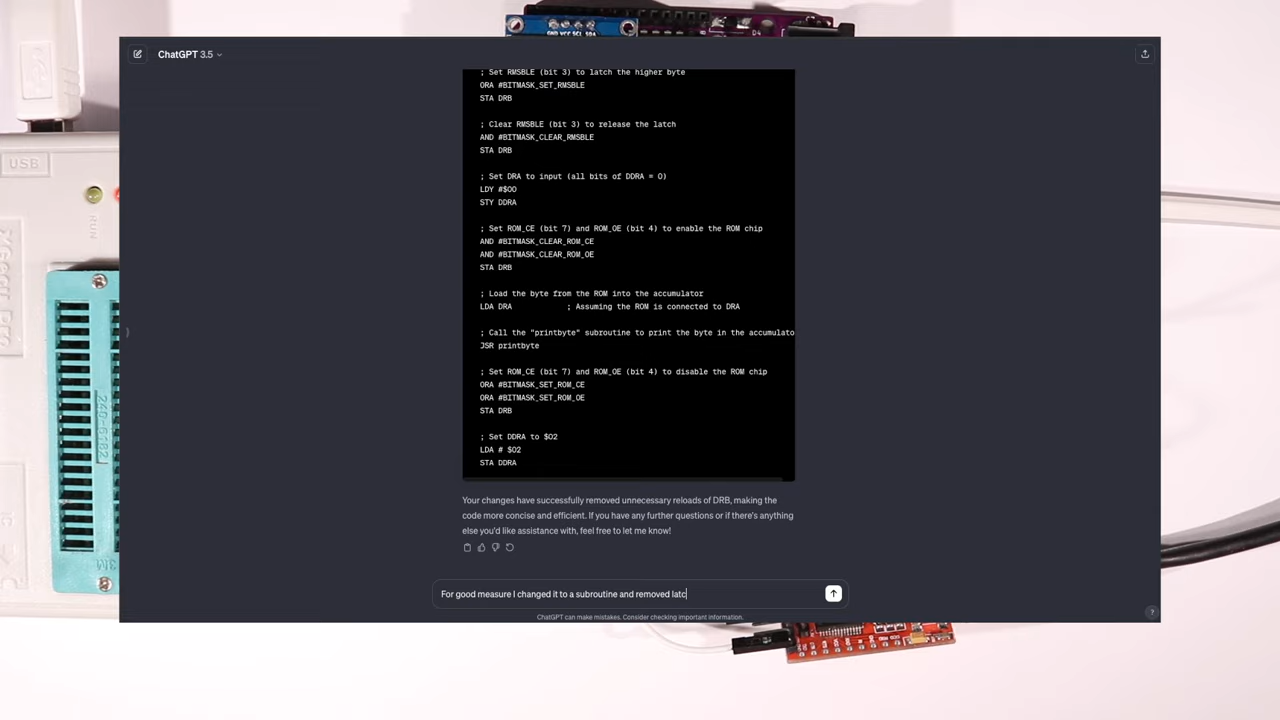 GND VCC SCL SDA
D4
ChatGPT 3.5
USB
RUN
; Set RMSBLE (bit 3) to latch the higher byte
ORA #BITMASK_SET_RMSBLE
STA DRB
; Clear RMSBLE (bit 3) to release the latch
AND #BITMASK_CLEAR_RMSBLE
STA DRB
; Set DRA to input (all bits of DDRA = 0)
LDY #$00
STY DDRA
; Set ROM_CE (bit 7) and ROM_OE (bit 4) to enable the ROM chip
AND #BITMASK_CLEAR_ROM_CE
AND #BITMASK_CLEAR_ROM_OE
STA DRB
; Load the byte from the ROM into the accumulator
LDA DRA ; Assuming the ROM is connected to DRA
; Call the "printbyte" subroutine to print the byte in the accumulato
JSR printbyte
; Set ROM_CE (bit 7) and ROM_OE (bit 4) to disable the ROM chip
ORA #BITMASK_SET_ROM_CE
ORA #BITMASK_SET_ROM_OE
STA DRB
; Set DDRA to $02
LDA # $02
STA DDRA
Your changes have successfully removed unnecessary reloads of DRB, making the
code more concise and efficient. If you have any further questions or if there's anything
else you'd like assistance with, feel free to let me know!
For good measure I changed it to a subroutine and removed latc
ChatGPT can make mistakes. Consider checking important information.
?
3M